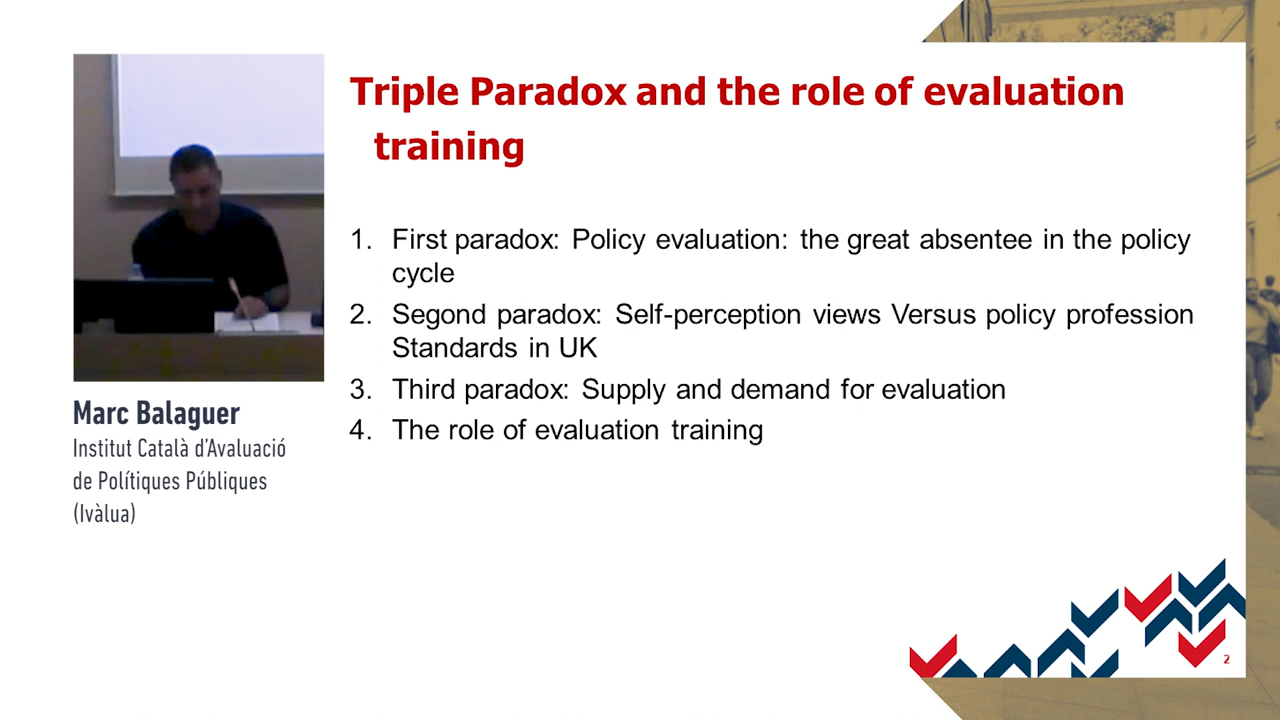 Triple Paradox and the role of evaluation
training
1. First paradox: Policy evaluation: the great absentee in the policy
cycle
2. Segond paradox: Self-perception views Versus policy profession
Standards in UK
3. Third paradox: Supply and demand for evaluation
4. The role of evaluation training
Marc Balaguer
Institut Català d'Avaluació
de Polítiques Públiques
(Ivàlua)
2